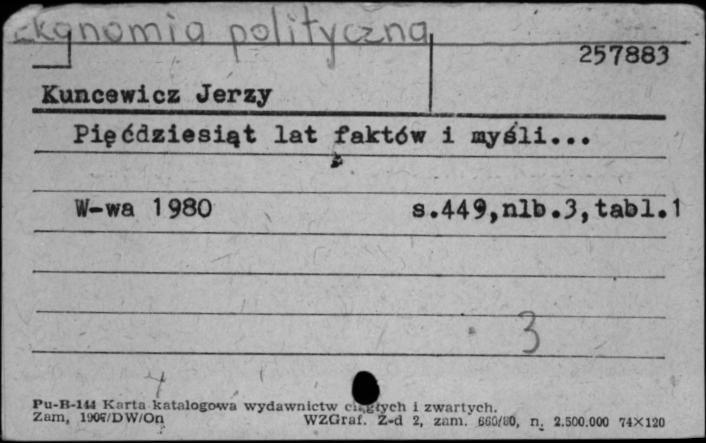 Ekonomia polityczna
257883
Kuncewicz Jerzy
Pięćdziesiąt lat faktów i myśli...
W-wa 1980 s.449,nlb.3,tabl.1
3
Pu-B-144 Karta katalogowa wydawnictw ciągłych i zwartych.
Zam, /DW/On WZGraf. Z-d 2, zam. 660/80, n. 2.500.000 74×120